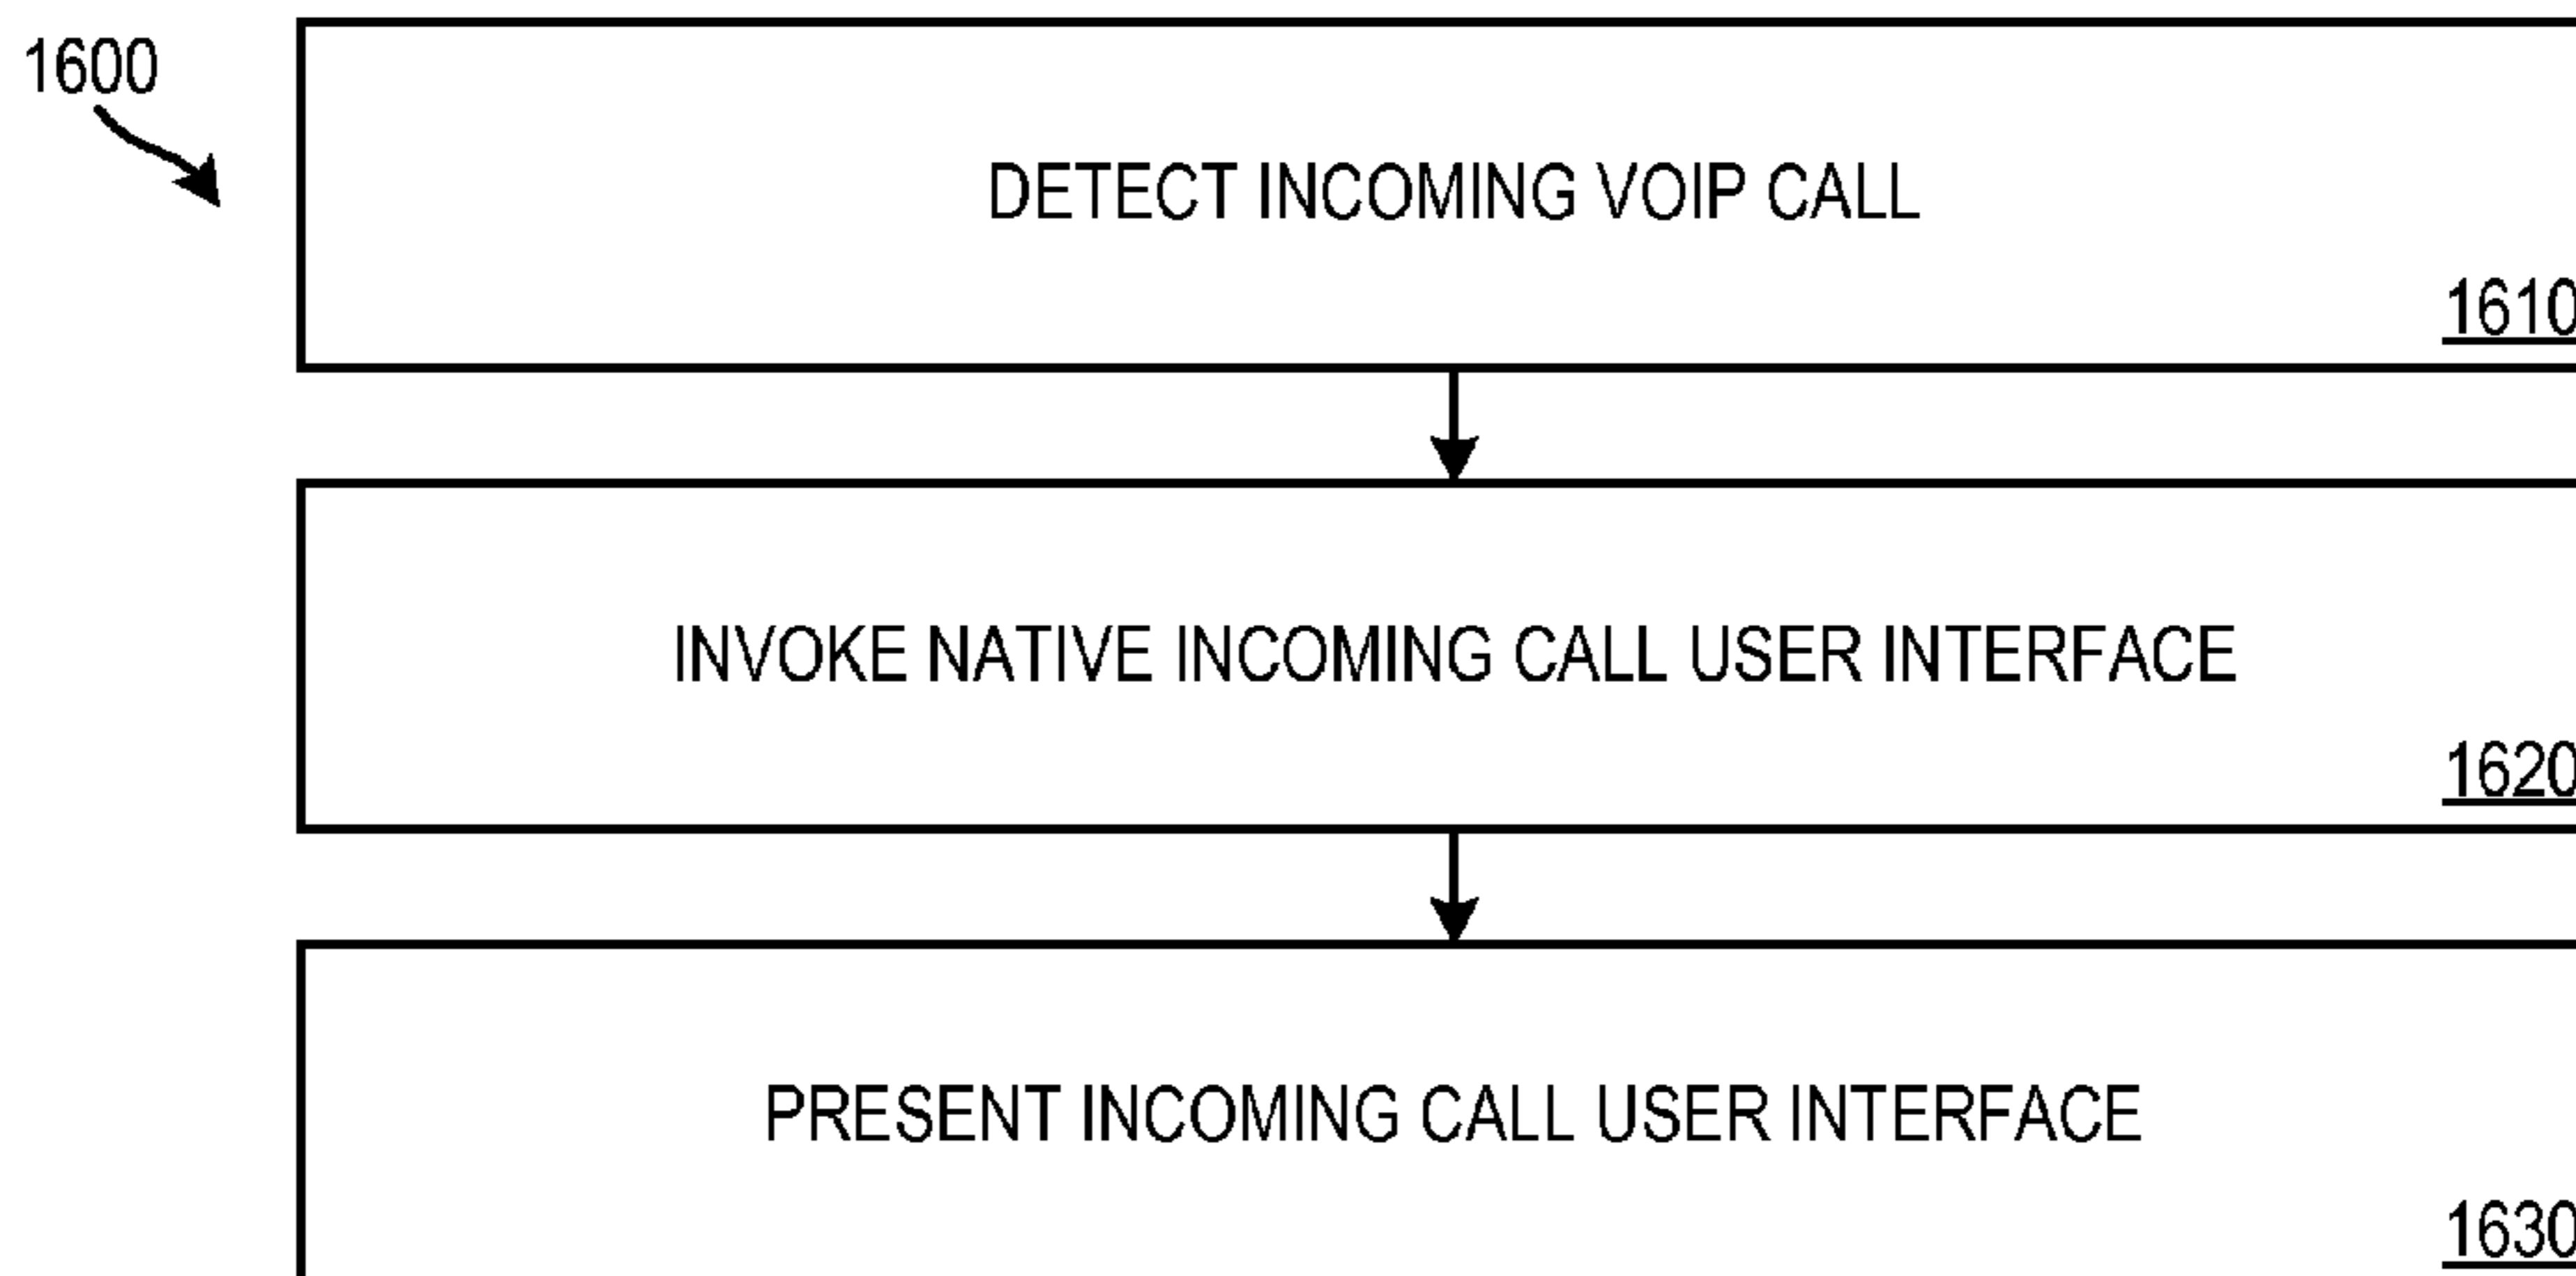 1600
DETECT INCOMING VOIP CALL
1610
INVOKE NATIVE INCOMING CALL USER INTERFACE
1620
PRESENT INCOMING CALL USER INTERFACE
1630